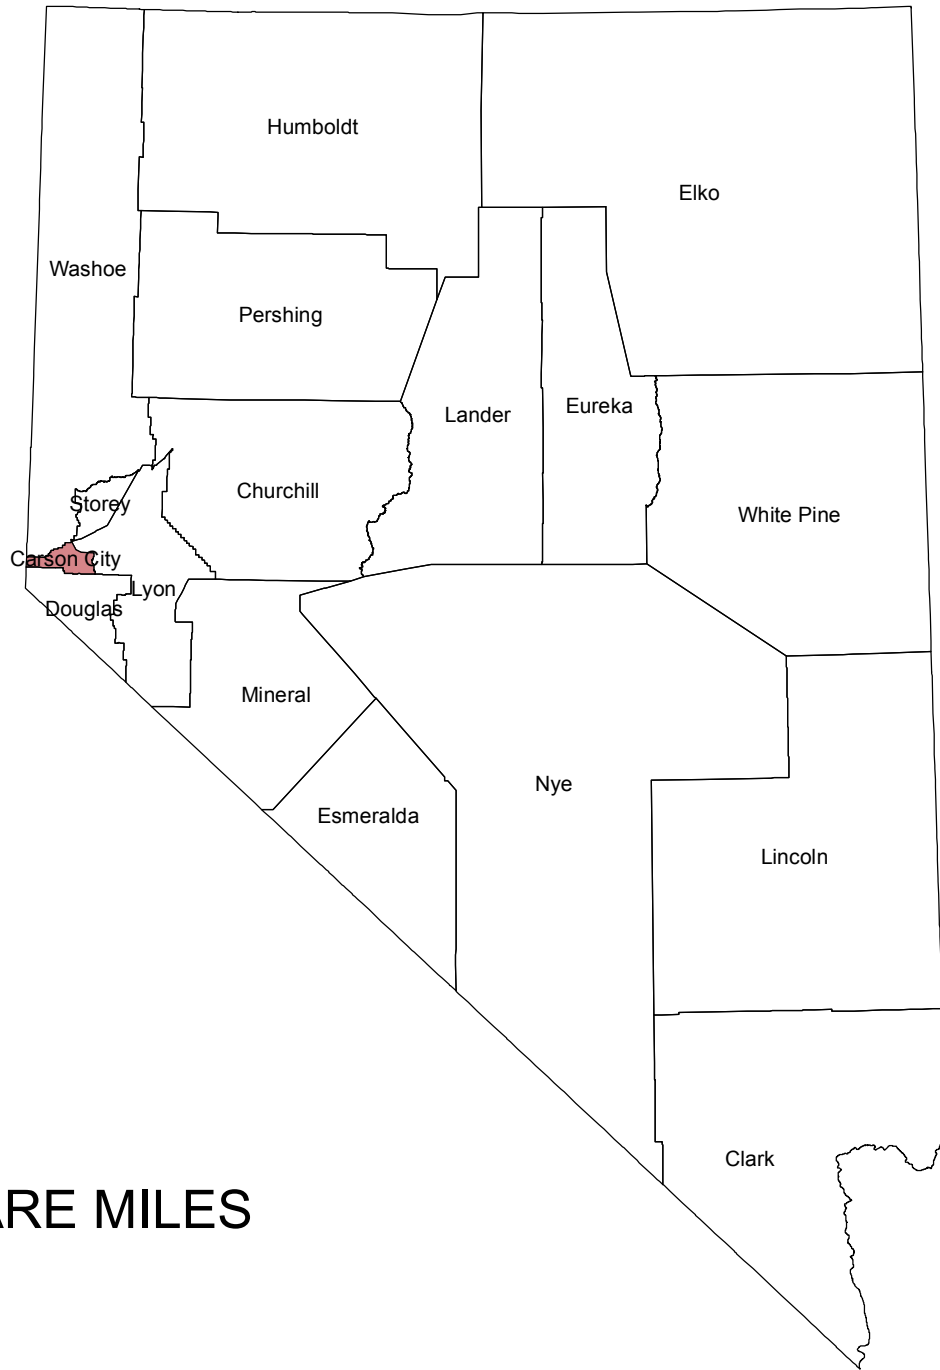 Humboldt
Elko
Washoe
Pershing
Lander
Eureka
Churchill
Storey
White Pine
Carson City
Lyon
Douglas
Mineral
Nye
Esmeralda
Lincoln
Clark
ARE MILES